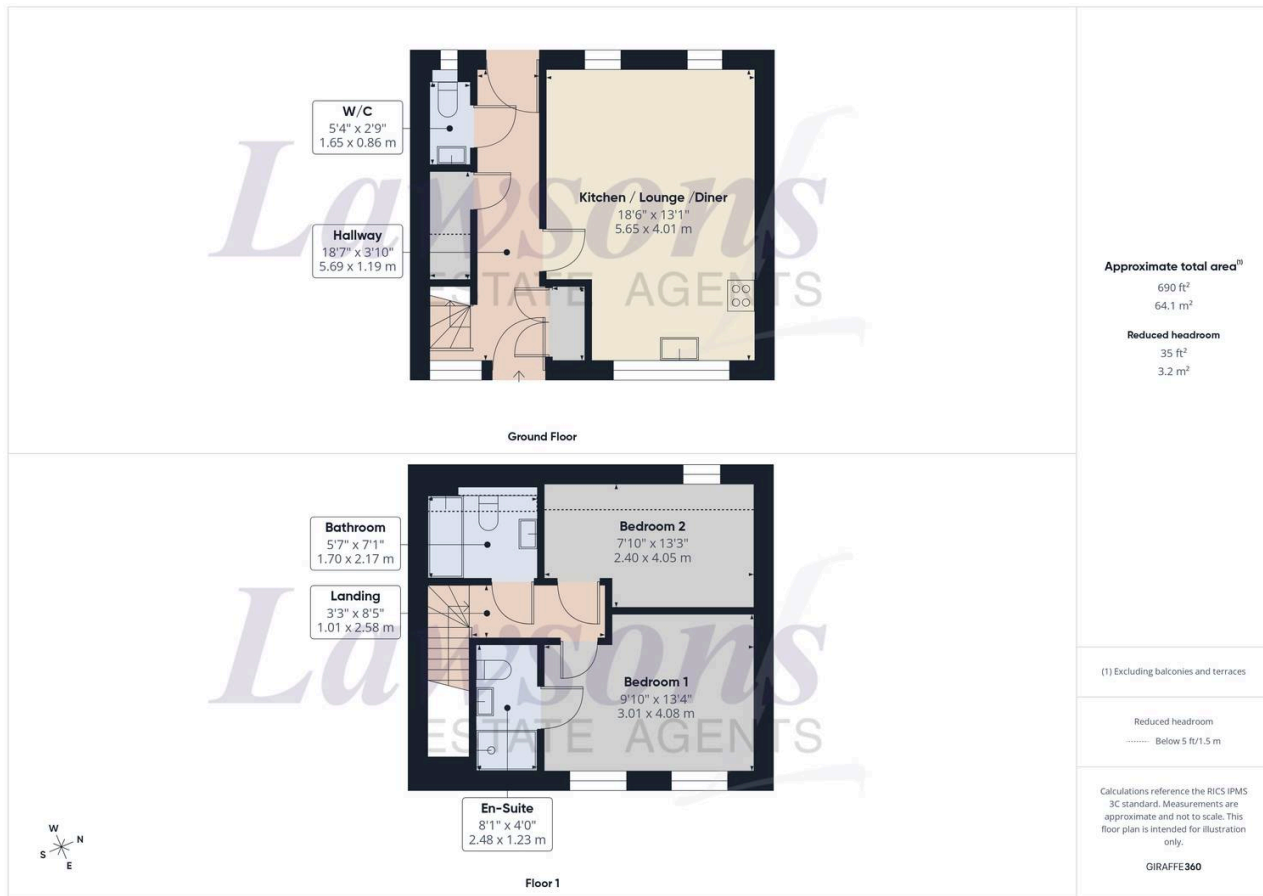 W/C
5'4" x 2'9"
1.65 x 0.86 m
Hallway
18'7" x 3'10"
5.69 x 1.19 m
Kitchen / Lounge /Diner
18'6" x 13'1"
5.65 x 4.01 m
Lawsons
ESTATE AGENTS
Ground Floor
Bathroom
5'7" x 7'1"
1.70 x 2.17 m
Landing
3'3" x 8'5"
1.01 x 2.58 m
Bedroom 2
7'10" x 13'3"
2.40 x 4.05 m
Bedroom 1
9'10" x 13'4"
3.01 x 4.08 m
En-Suite
8'1" x 4'0"
2.48 x 1.23 m
Lawsons
ESTATE AGENTS
W
N
S
E
Floor 1
Approximate total area(1)
690 ft²
64.1 m²
Reduced headroom
35 ft²
3.2 m²
(1) Excluding balconies and terraces
Reduced headroom
Below 5 ft/1.5 m
Calculations reference the RICS IPMS
3C standard. Measurements are
approximate and not to scale. This
floor plan is intended for illustration
only.
GIRAFFE360